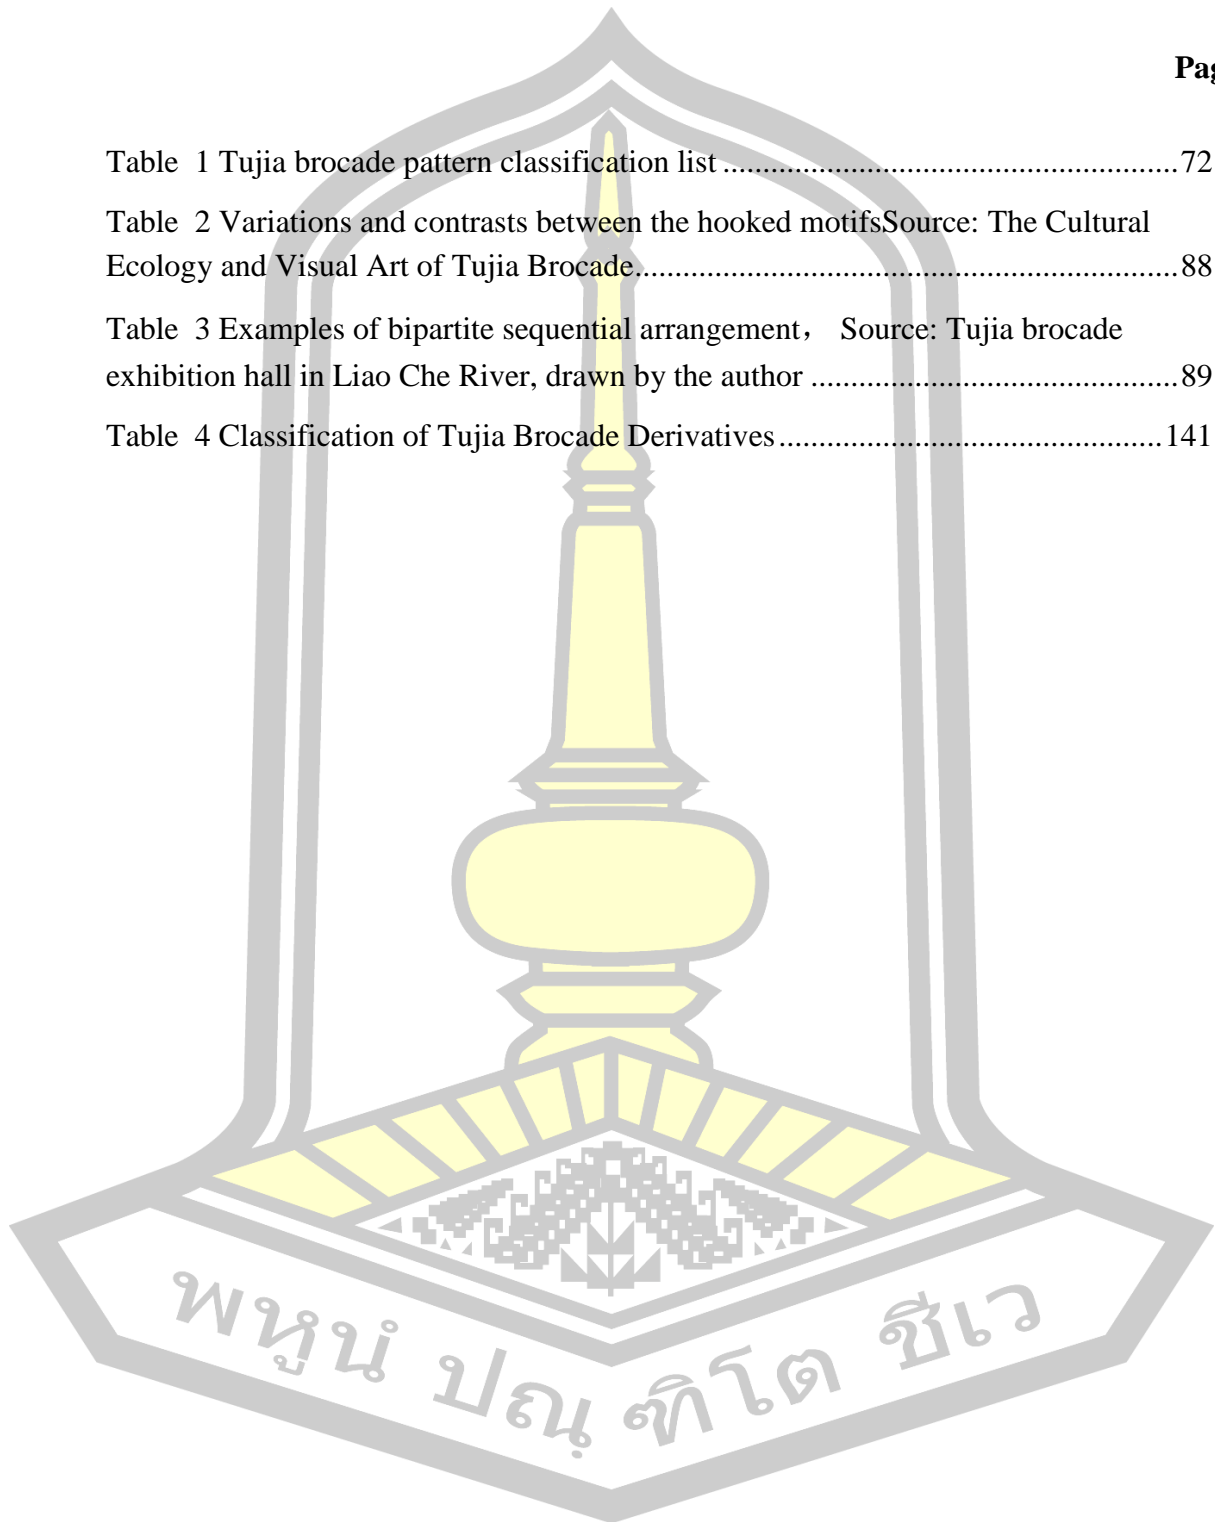 Pag
Table 1 Tujia brocade pattern classification list ................................................................72
Table 2 Variations and contrasts between the hooked motifsSource: The Cultural
Ecology and Visual Art of Tujia Brocade............................................................................88
Table 3 Examples of bipartite sequential arrangement， Source: Tujia brocade
exhibition hall in Liao Che River, drawn by the author ....................................................89
Table 4 Classification of Tujia Brocade Derivatives......................................................141
พหูนํ ปณฺฑิโต ชีเว